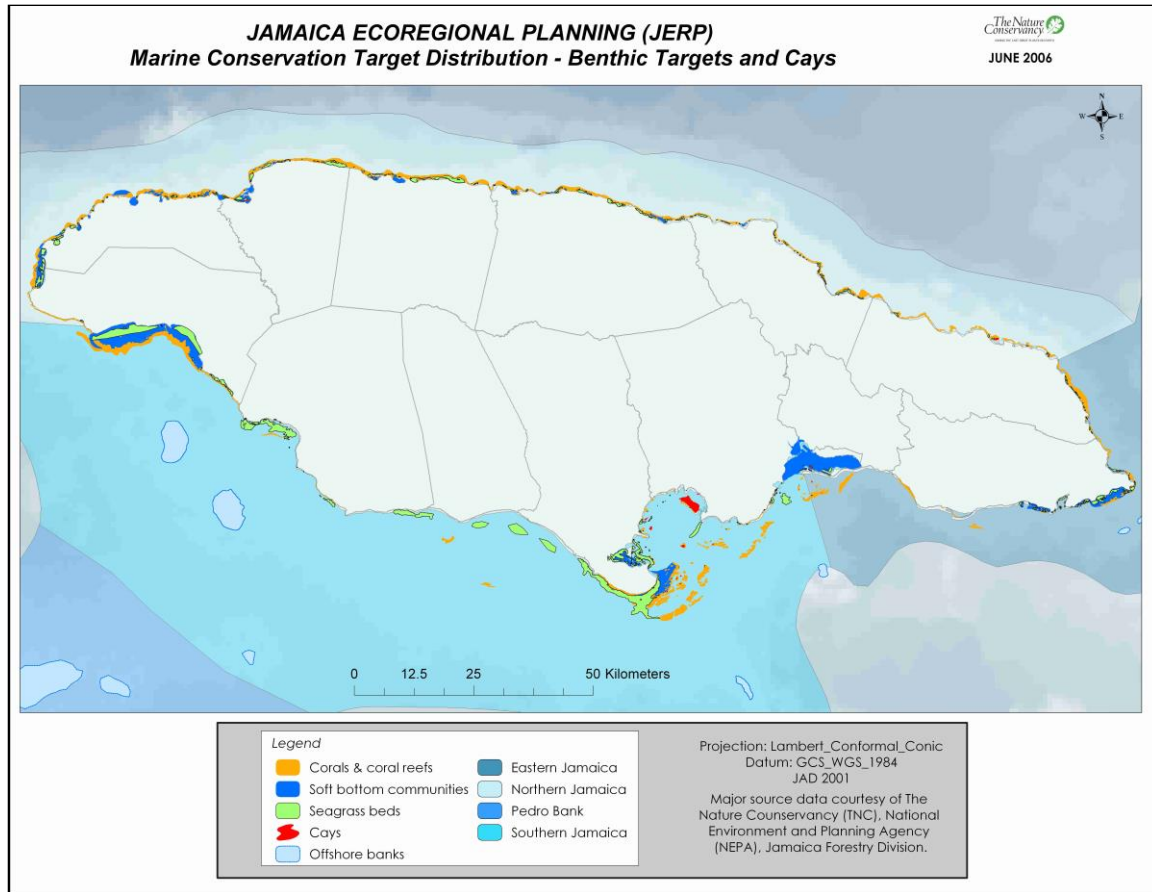 JAMAICA ECOREGIONAL PLANNING (JERP)
Marine Conservation Target Distribution - Benthic Targets and Cays
The Nature
Conservancy
JUNE 2006
N
W E
S
0 12.5 25 50 Kilometers
Legend
Corals & coral reefs
Soft bottom communities
Seagrass beds
Cays
Offshore banks
Eastern Jamaica
Northern Jamaica
Pedro Bank
Southern Jamaica
Projection: Lambert_Conformal_Conic
Datum: GCS_WGS_1984
JAD 2001
Major source data courtesy of The
Nature Counservancy (TNC), National
Environment and Planning Agency
(NEPA), Jamaica Forestry Division.